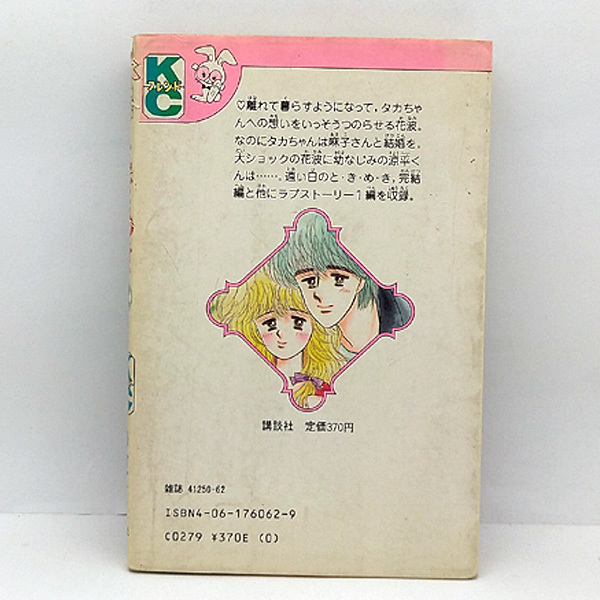 KC
フレンド
♡離れて暮らすようになって、タカちゃ
んへの想いをいっそうつのらせる花波。
なのにタカちゃんは麻子さんと結婚を。
大ショックの花波に幼なじみの涼平く
んは……。遠い日のと・き・め・き、完結
編と他にラブストーリー1編を収録。
講談社 定価370円
雑誌 41250-62
ISBN4-06-176062-9
C0279 ¥370E (0)